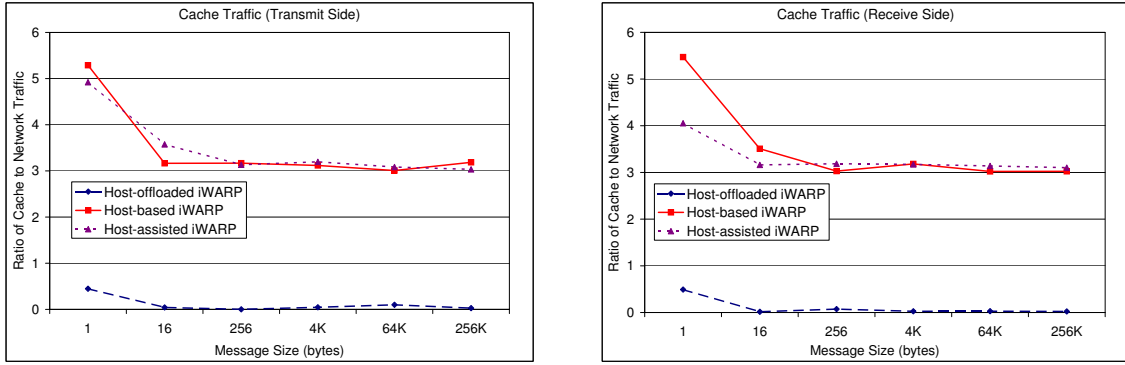 Cache Traffic (Transmit Side)
Ratio of Cache to Network Traffic
6
5
4
3
2
1
0
Host-offloaded iWARP
Host-based iWARP
Host-assisted iWARP
1 16 256 4K 64K 256K
Message Size (bytes)
Cache Traffic (Receive Side)
Ratio of Cache to Network Traffic
6
5
4
3
2
1
0
Host-offloaded iWARP
Host-based iWARP
Host-assisted iWARP
1 16 256 4K 64K 256K
Message Size (bytes)